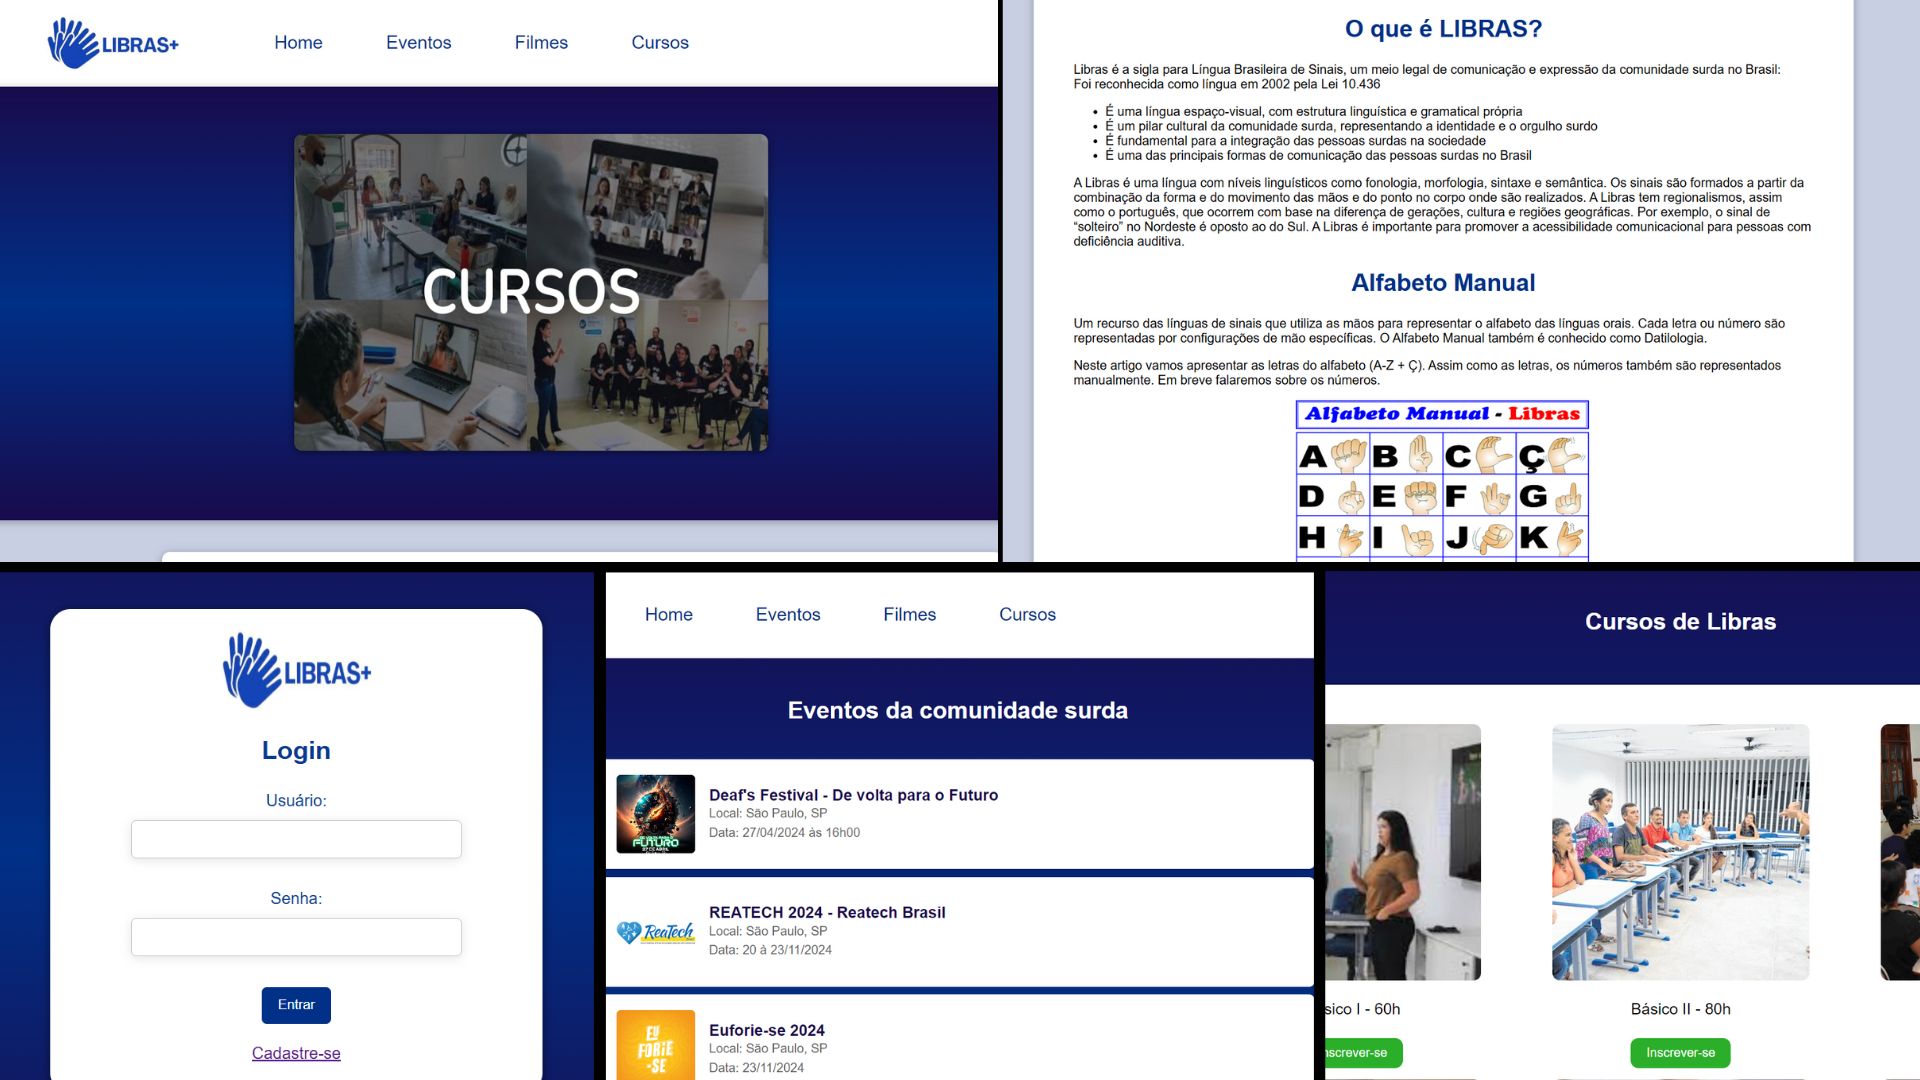 LIBRAS+
Home Eventos Filmes Cursos
CURSOS
O que é LIBRAS?
Libras é a sigla para Língua Brasileira de Sinais, um meio legal de comunicação e expressão da comunidade surda no Brasil:
Foi reconhecida como língua em 2002 pela Lei 10.436
• É uma língua espaço-visual, com estrutura linguística e gramatical própria
• É um pilar cultural da comunidade surda, representando a identidade e o orgulho surdo
• É fundamental para a integração das pessoas surdas na sociedade
• É uma das principais formas de comunicação das pessoas surdas no Brasil
A Libras é uma língua com níveis linguísticos como fonologia, morfologia, sintaxe e semântica. Os sinais são formados a partir da
combinação da forma e do movimento das mãos e do ponto no corpo onde são realizados. A Libras tem regionalismos, assim
como o português, que ocorrem com base na diferença de gerações, cultura e regiões geográficas. Por exemplo, o sinal de
“solteiro” no Nordeste é oposto ao do Sul. A Libras é importante para promover a acessibilidade comunicacional para pessoas com
deficiência auditiva.
Alfabeto Manual
Um recurso das línguas de sinais que utiliza as mãos para representar o alfabeto das línguas orais. Cada letra ou número são
representadas por configurações de mão específicas. O Alfabeto Manual também é conhecido como Datilologia.
Neste artigo vamos apresentar as letras do alfabeto (A-Z + Ç). Assim como as letras, os números também são representados
manualmente. Em breve falaremos sobre os números.
Alfabeto Manual - Libras
A B C Ç
D E F G
H I J K
LIBRAS+
Login
Usuário:
Senha:
Entrar
Cadastre-se
Home Eventos Filmes Cursos
Eventos da comunidade surda
DE VOLTA PARA O
FUTURO
27 DE ABRIL
Deaf's Festival - De volta para o Futuro
Local: São Paulo, SP
Data: 27/04/2024 às 16h00
ReaTech
REATECH 2024 - Reatech Brasil
Local: São Paulo, SP
Data: 20 à 23/11/2024
EU
FORIE
-SE
Euforie-se 2024
Local: São Paulo, SP
Data: 23/11/2024
Cursos de Libras
sico I - 60h
nscrever-se
Básico II - 80h
Inscrever-se